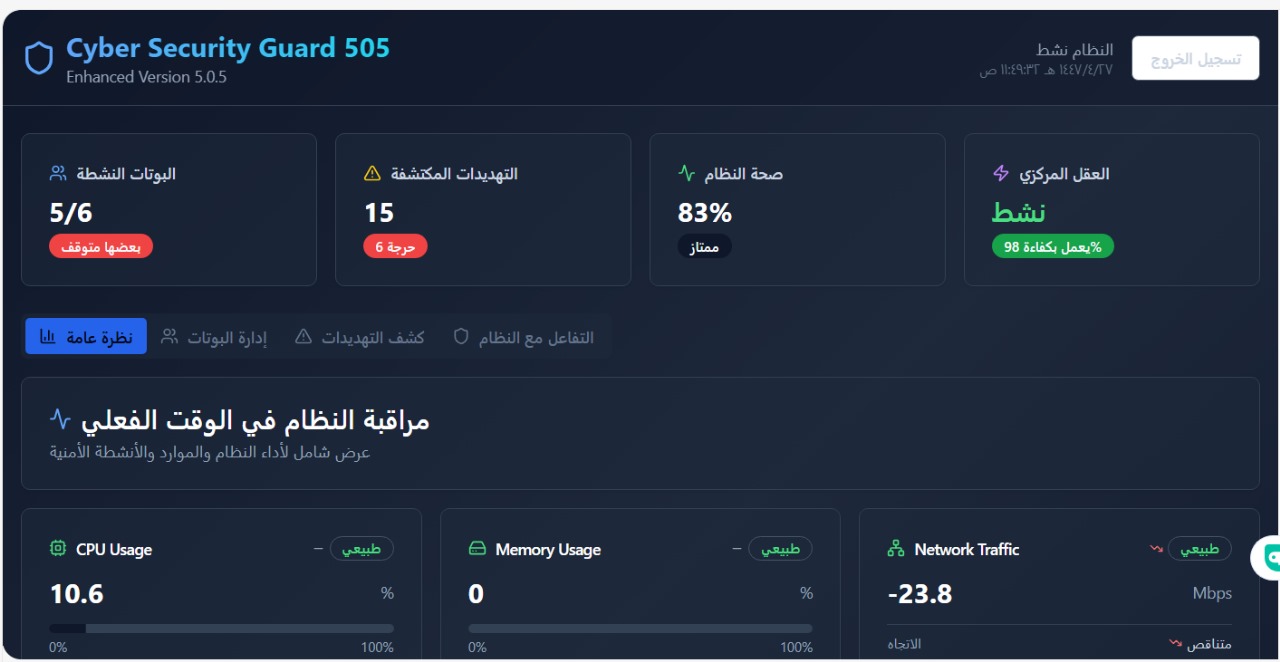 Cyber Security Guard 505
Enhanced Version 5.0.5
النظام نشط
١٤٤٧/٤/٢٧ هـ ١١:٤٩:٣٢ ص
تسجيل الخروج
البوتات النشطة
5/6
بعضها متوقف
التهديدات المكتشفة
15
حرجة 6
صحة النظام
83%
ممتاز
العقل المركزي
نشط
%يعمل بكفاءة 98
نظرة عامة
إدارة البوتات
كشف التهديدات
التفاعل مع النظام
مراقبة النظام في الوقت الفعلي
عرض شامل لأداء النظام والموارد والأنشطة الأمنية
CPU Usage
– طبيعي
10.6 %
0% 100%
Memory Usage
– طبيعي
0 %
0% 100%
Network Traffic
طبيعي
-23.8 Mbps
الاتجاه
متناقص